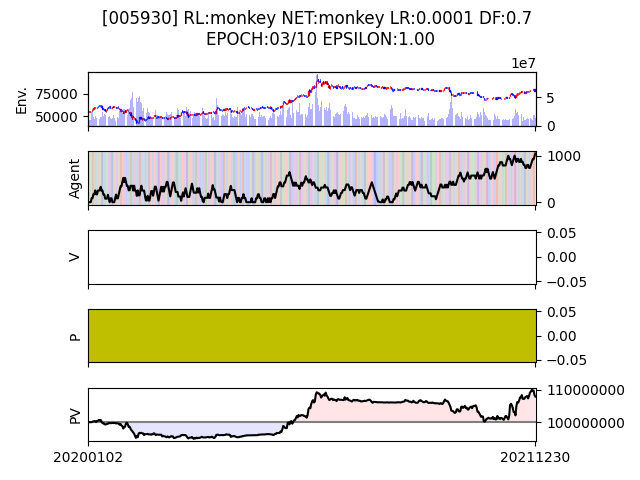 [005930] RL:monkey NET:monkey LR:0.0001 DF:0.7
EPOCH:03/10 EPSILON:1.00
1e7
Env.
75000
50000
5
0
Agent
1000
0
V
0.05
0.00
−0.05
P
0.05
0.00
−0.05
PV
110000000
100000000
20200102
20211230